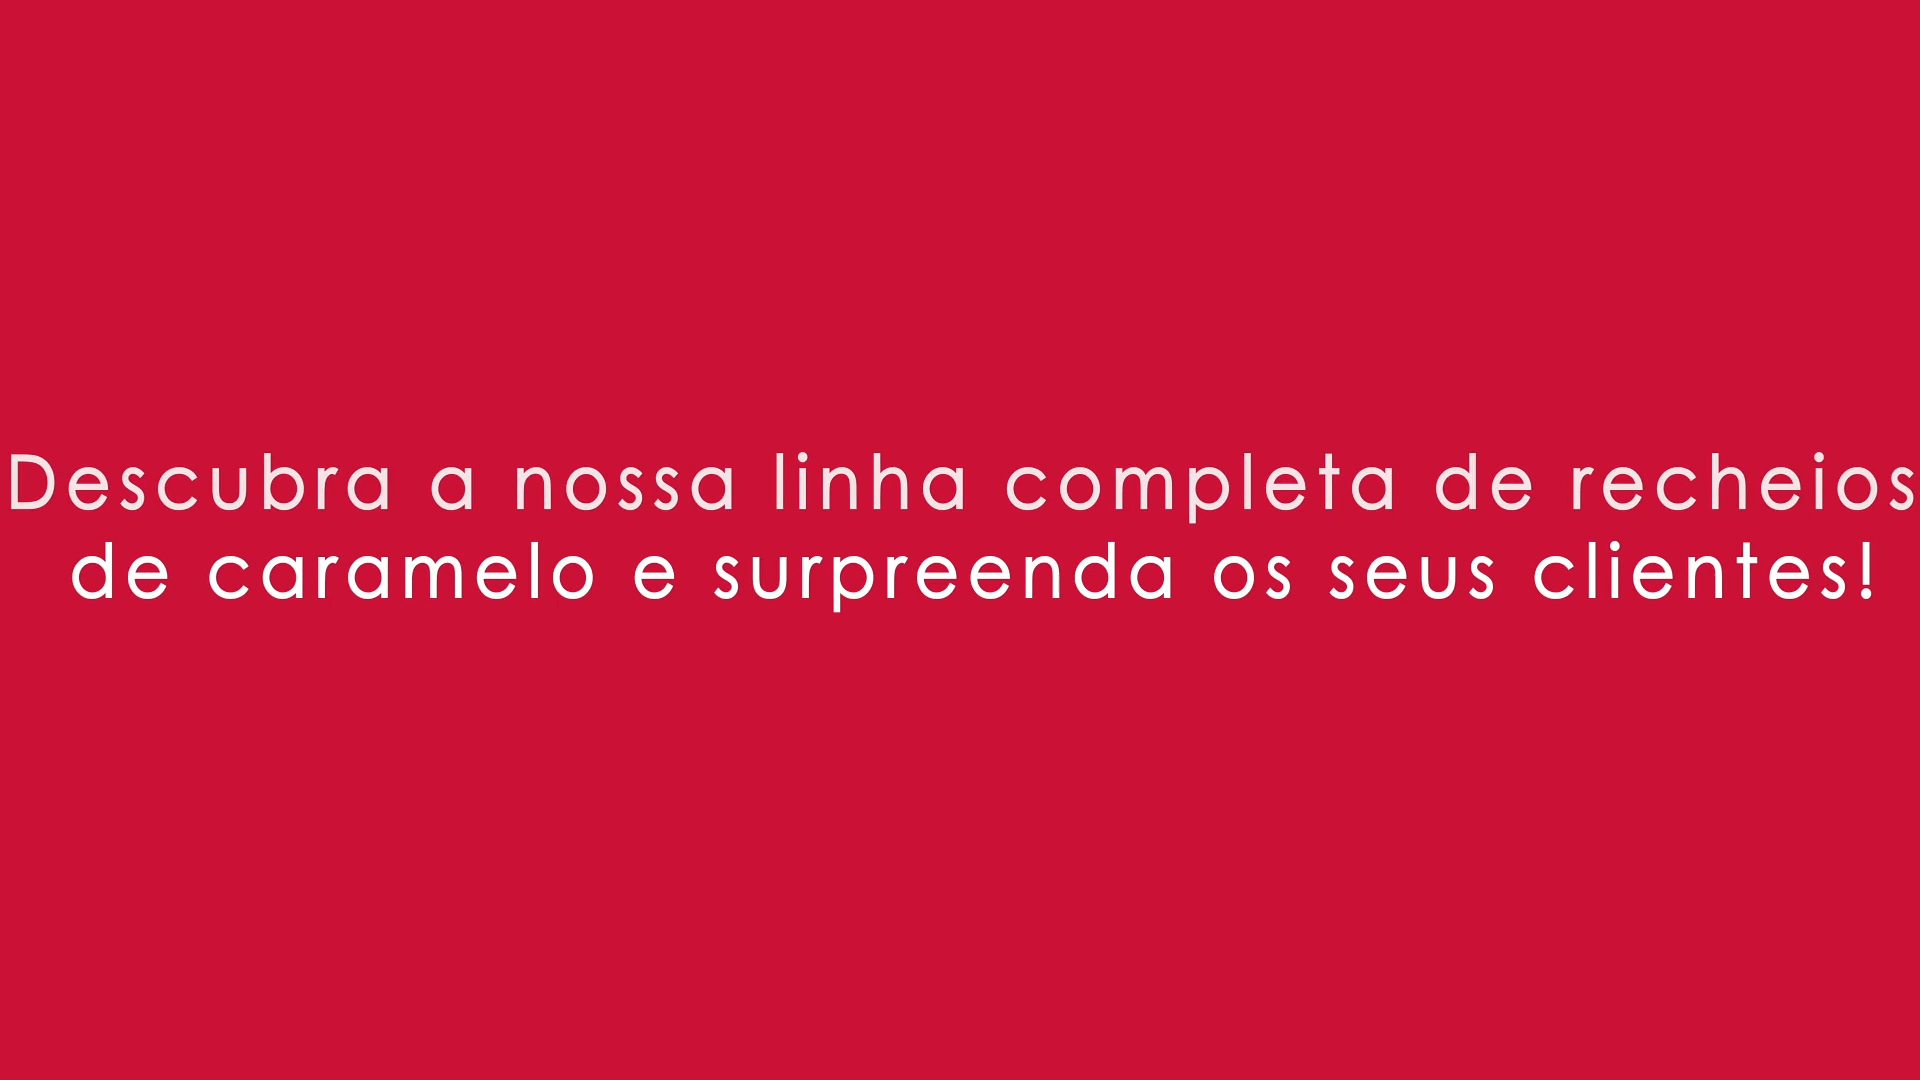 Descubra a nossa linha completa de recheios
de caramelo e surpreenda os seus clientes!